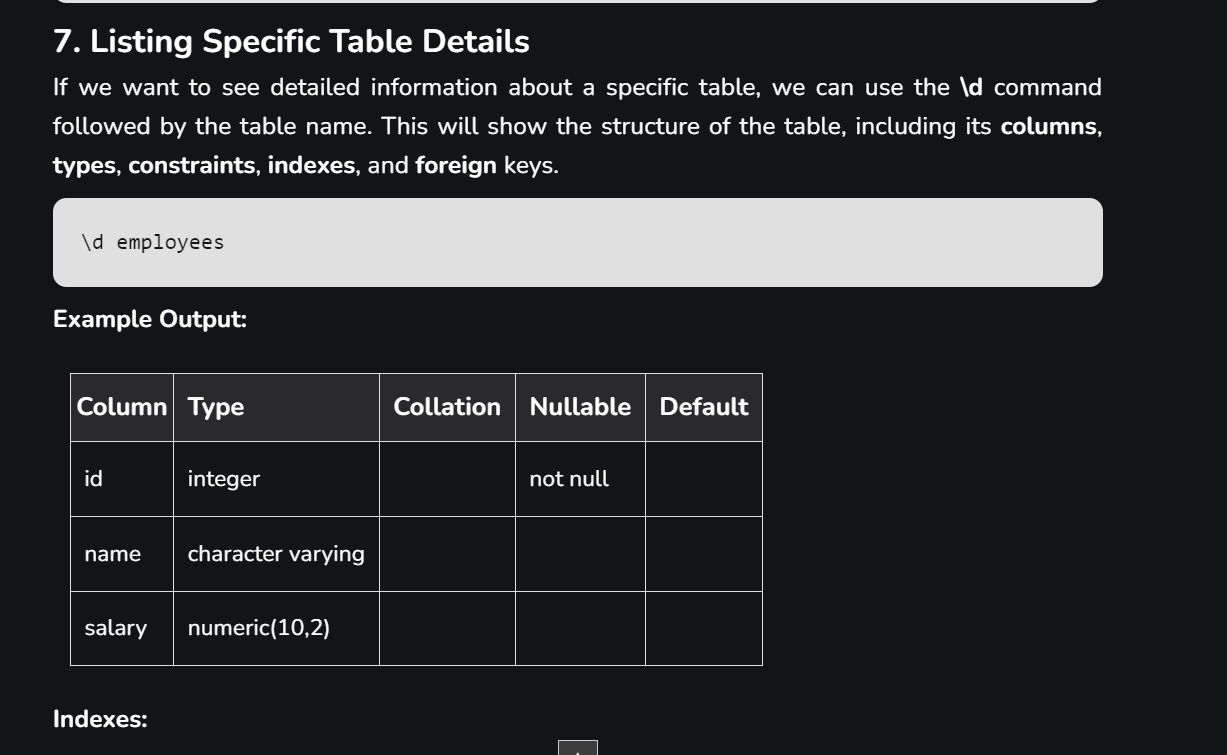 7. Listing Specific Table Details
If we want to see detailed information about a specific table, we can use the \d command
followed by the table name. This will show the structure of the table, including its columns,
types, constraints, indexes, and foreign keys.
\d employees
Example Output:
Column Type Collation Nullable Default
id integer not null
name character varying
salary numeric(10,2)
Indexes: